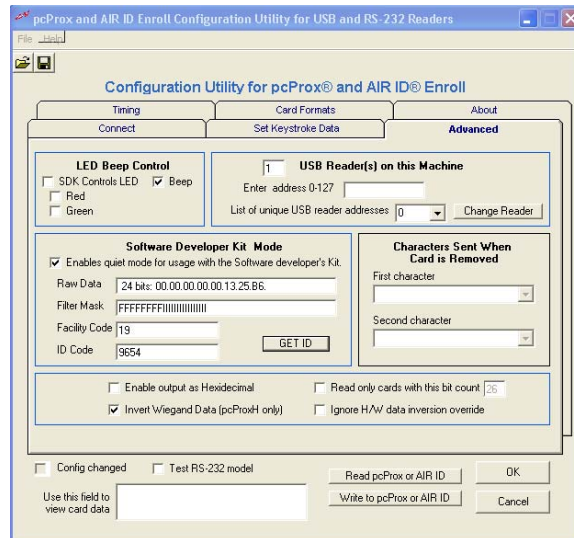 pcProx and AIR ID Enroll Configuration Utility for USB and RS-232 Readers
File Help
Configuration Utility for pcProx® and AIR ID® Enroll
Timing Card Formats About
Connect Set Keystroke Data Advanced
LED Beep Control
SDK Controls LED Beep
Red
Green
1 USB Reader(s) on this Machine
Enter address 0-127
List of unique USB reader addresses 0 Change Reader
Software Developer Kit Mode
Enables quiet mode for usage with the Software developer's Kit.
Raw Data 24 bits: 00.00.00.00.00.13.25.B6.
Filter Mask FFFFFFFFIIIIIIIIIIIIIIII
Facility Code 19
ID Code 9654
GET ID
Characters Sent When
Card is Removed
First character
Second character
Enable output as Hexidecimal Read only cards with this bit count 26
Invert Wiegand Data (pcProxH only) Ignore H/W data inversion override
Config changed Test RS-232 model Read pcProx or AIR ID OK
Use this field to
view card data
Write to pcProx or AIR ID Cancel